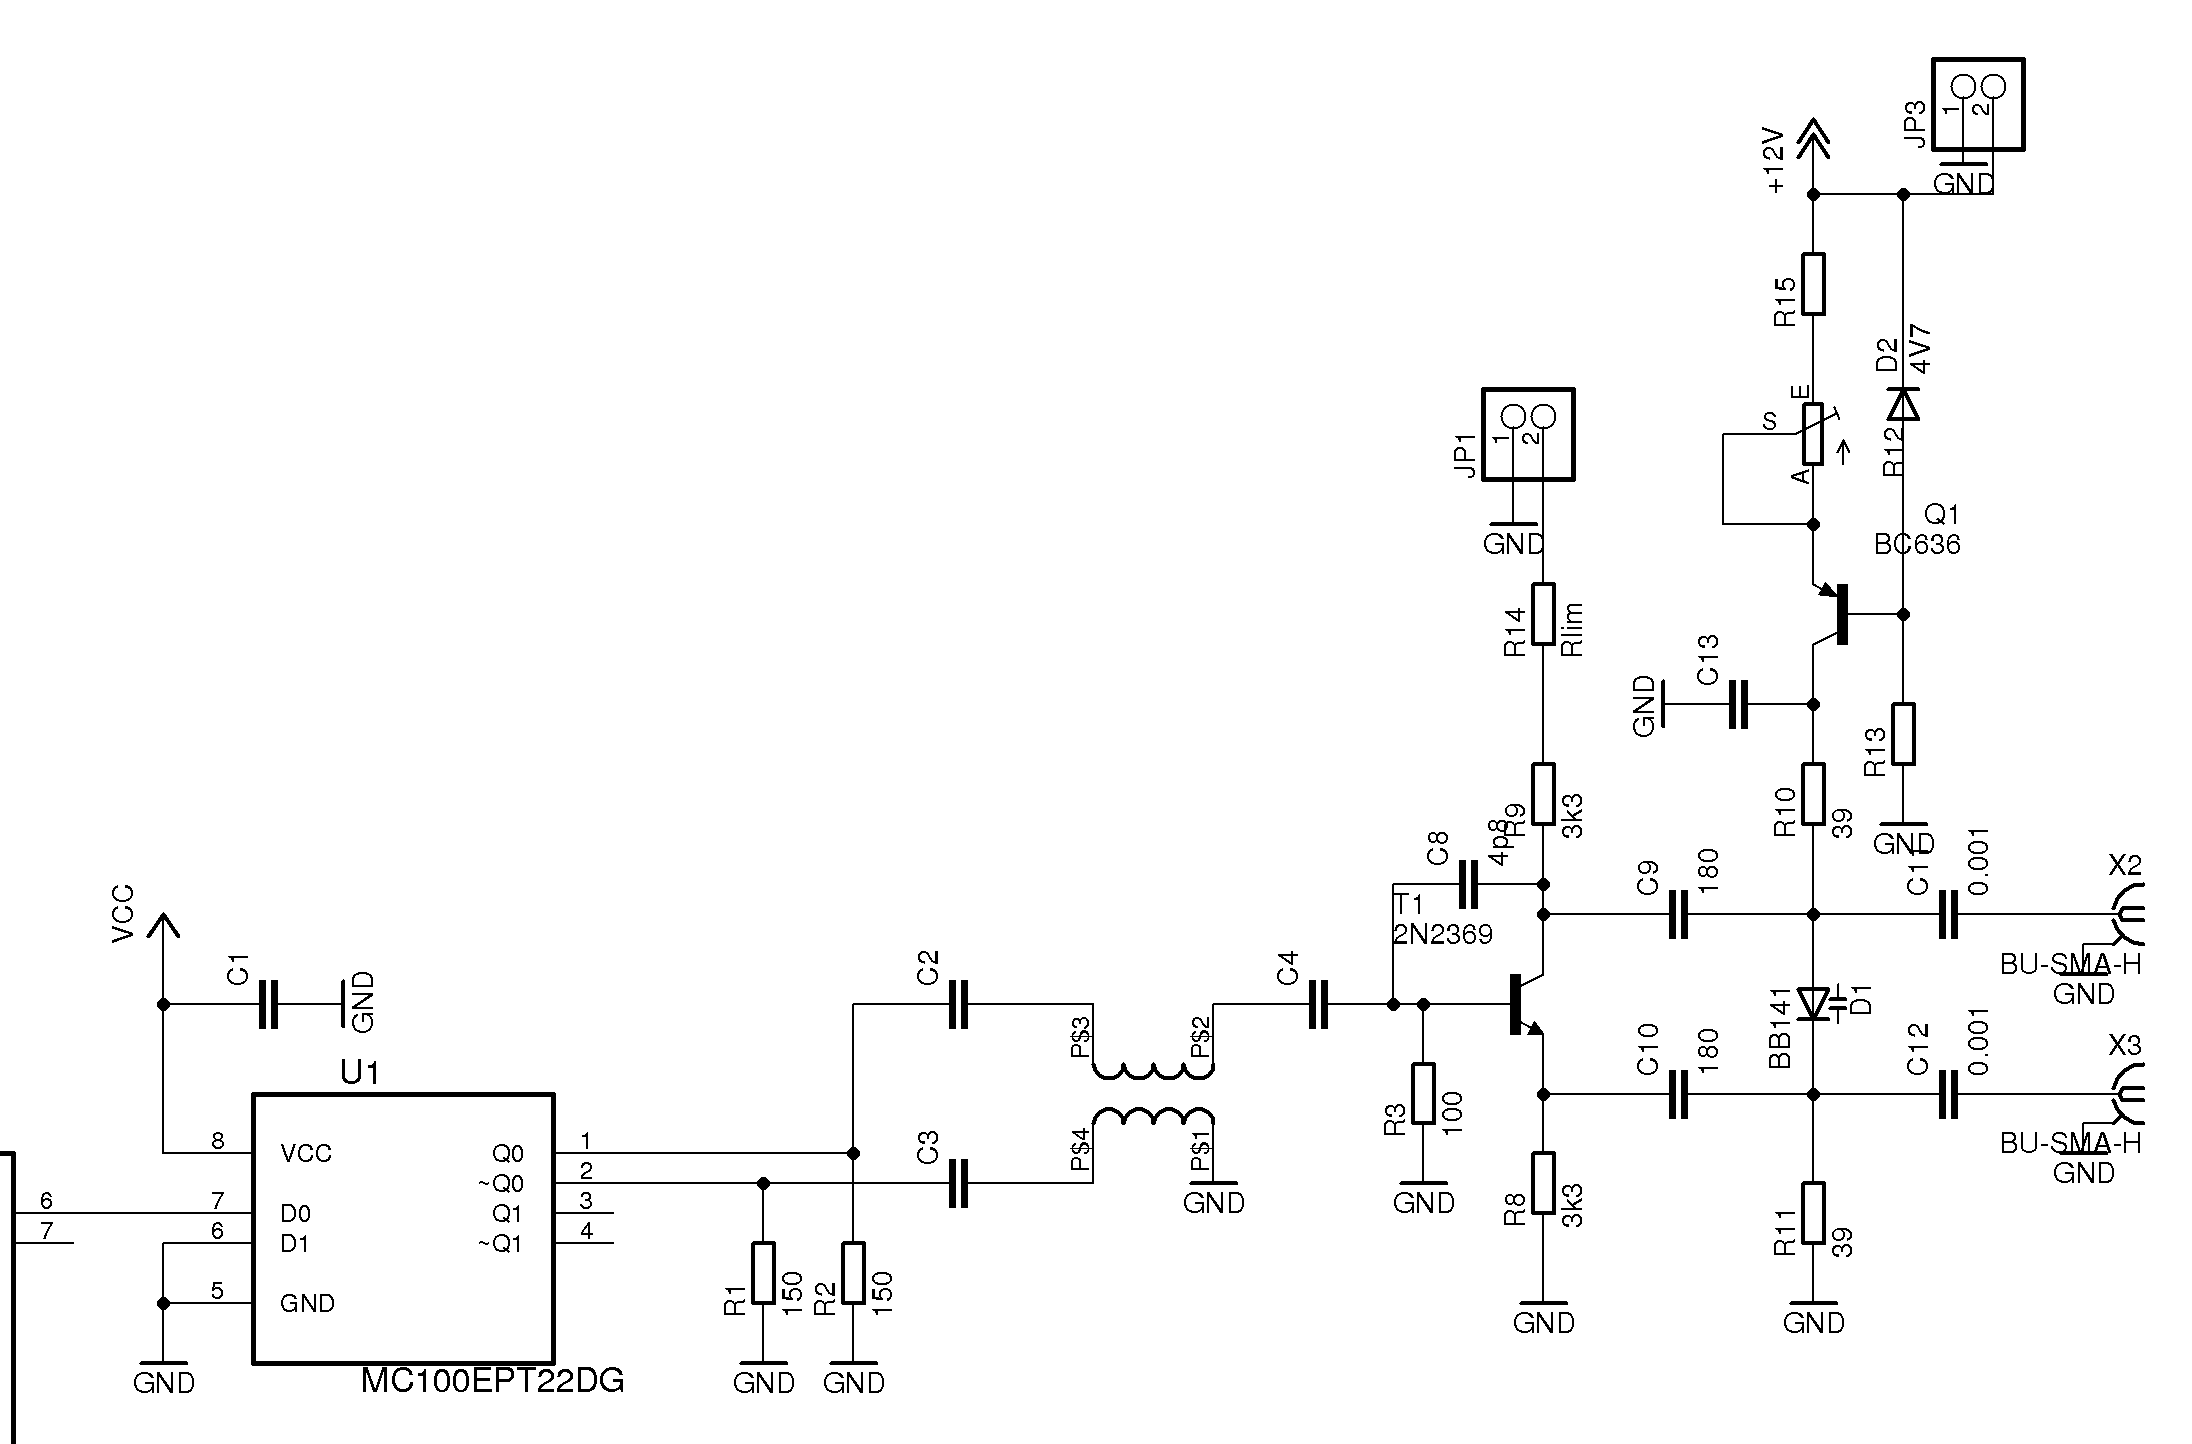 JP3
1
2
GND
+12V
R15
D2
4V7
E
S
A
R12
JP1
1
2
GND
Q1
BC636
R14
Rlim
C13
GND
R13
GND
R9
3k3
R10
39
C8
4p8
T1
2N2369
C9
180
C11
0.001
X2
BU-SMA-H
GND
VCC
C1
GND
C2
P$3
P$2
C4
BB141
D1
C10
180
C12
0.001
X3
BU-SMA-H
GND
U1
8
VCC
Q0
1
~Q0
2
6
7
D0
Q1
3
7
6
D1
~Q1
4
5
GND
MC100EPT22DG
GND
C3
P$4
P$1
GND
R1
150
GND
R2
150
GND
R3
100
GND
R8
3k3
GND
R11
39
GND